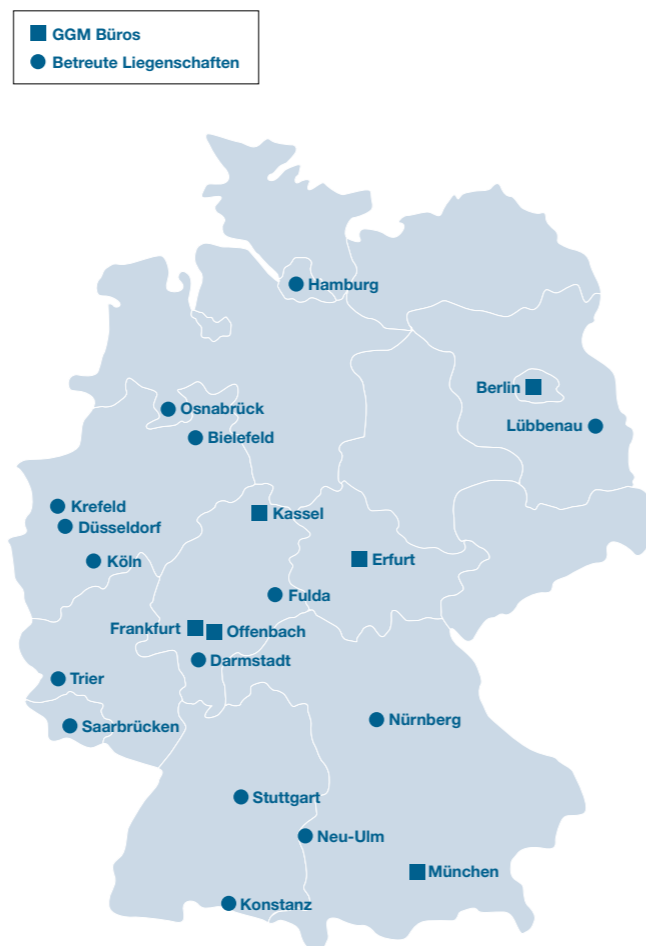 GGM Büros
Betreute Liegenschaften
Hamburg
Berlin
Osnabrück
Lübbenau
Bielefeld
Krefeld
Kassel
Düsseldorf
Köln
Erfurt
Fulda
Frankfurt
Offenbach
Darmstadt
Trier
Nürnberg
Saarbrücken
Stuttgart
Neu-Ulm
München
Konstanz